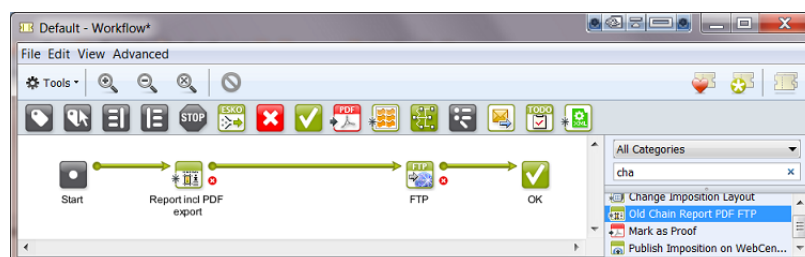 Default - Workflow*
File Edit View Advanced
Tools
STOP
ESKO
PDF
TODO
XML
All Categories
cha
FTP
Start
Report incl PDF
export
FTP
OK
Change Imposition Layout
Old Chain Report PDF FTP
Mark as Proof
Publish Imposition on WebCen...